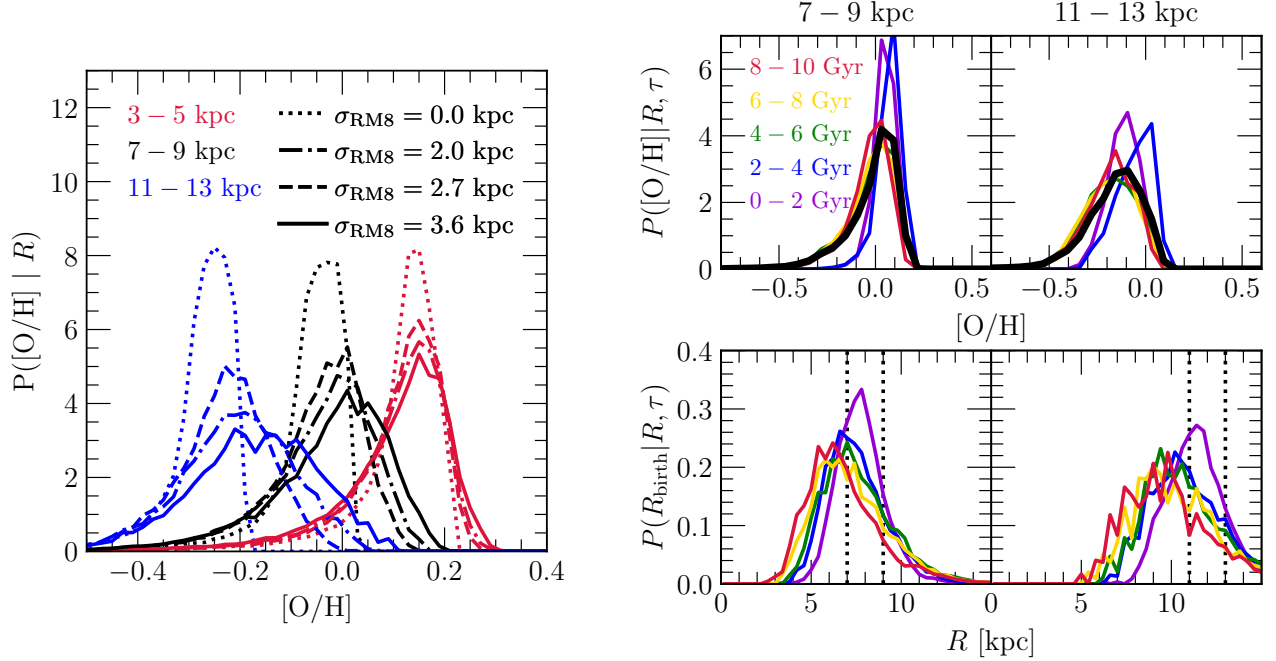 P([O/H] | R)
12
10
8
6
4
2
0
3 − 5 kpc
7 − 9 kpc
11 − 13 kpc
σRM8 = 0.0 kpc
σRM8 = 2.0 kpc
σRM8 = 2.7 kpc
σRM8 = 3.6 kpc
−0.4 −0.2 0.0 0.2 0.4
[O/H]
7 − 9 kpc 11 − 13 kpc
P([O/H]|R, τ)
6
4
2
0
8 − 10 Gyr
6 − 8 Gyr
4 − 6 Gyr
2 − 4 Gyr
0 − 2 Gyr
−0.5 0.0 −0.5 0.0 0.5
[O/H]
P(Rbirth|R, τ)
0.4
0.3
0.2
0.1
0.0
0 5 10 0 5 10
R [kpc]